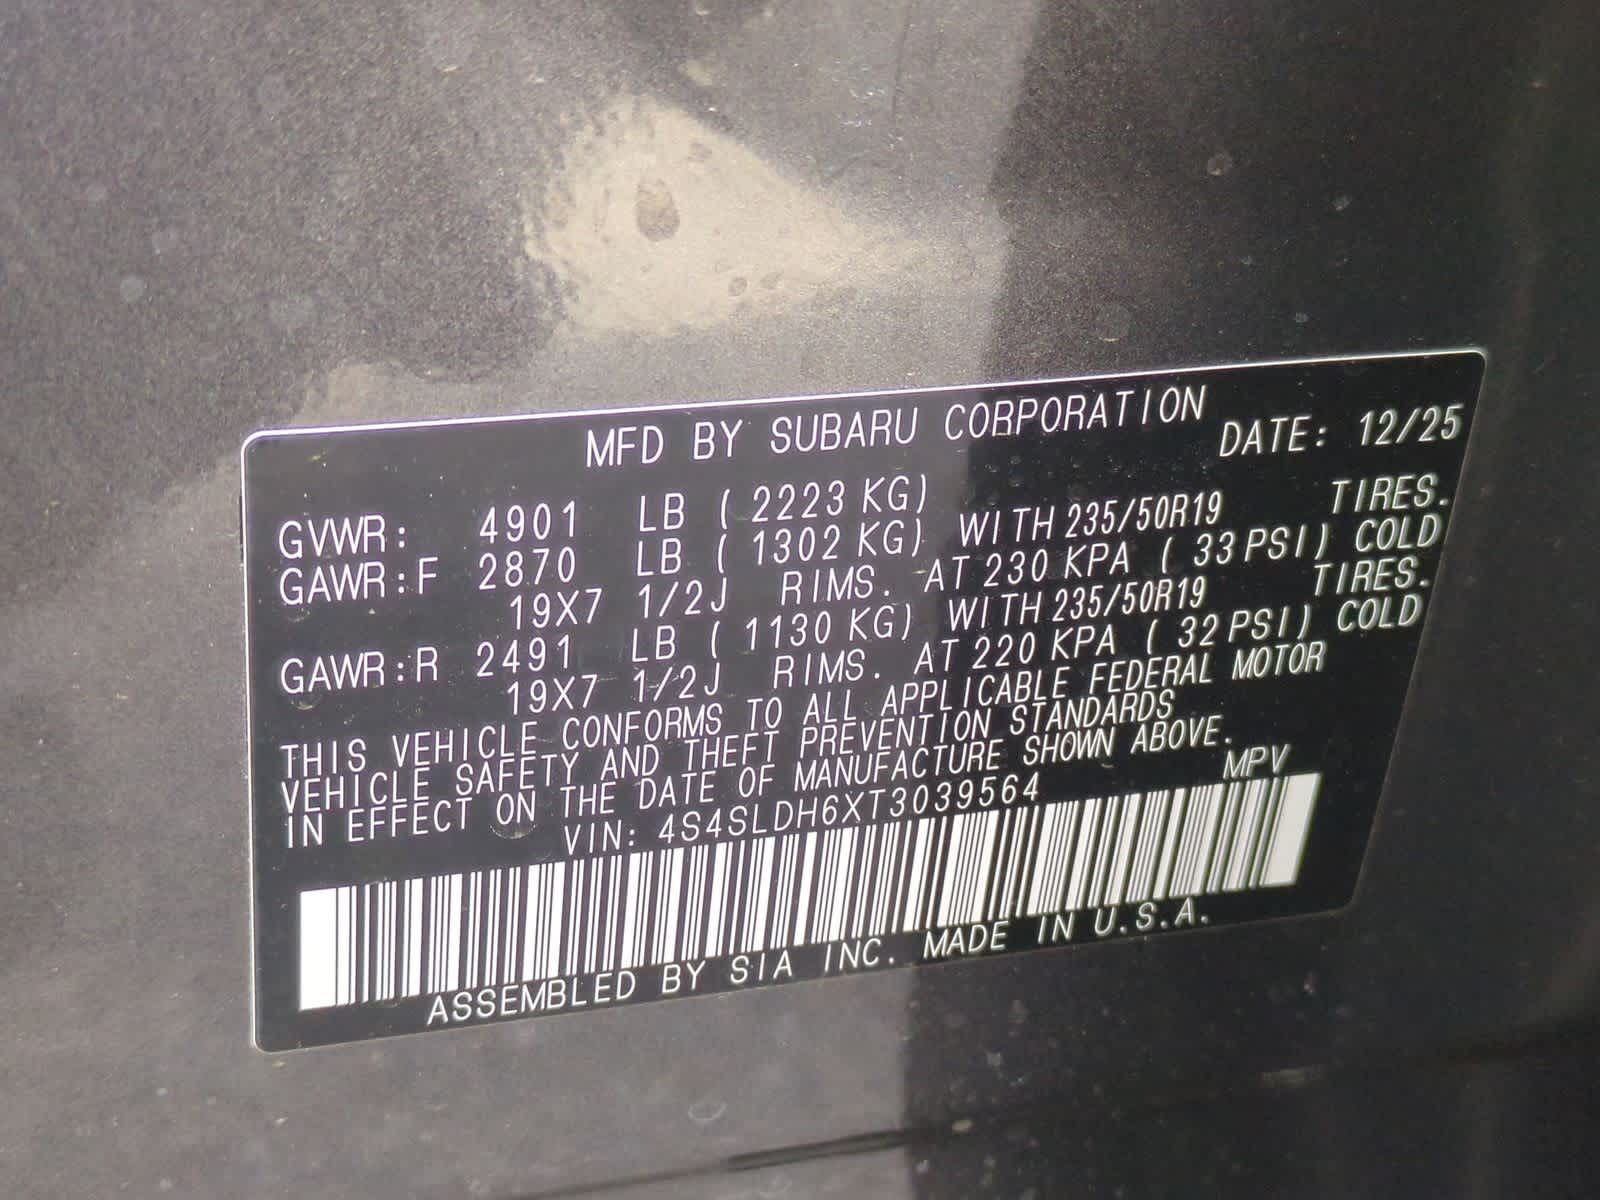 MFD BY SUBARU CORPORATION DATE: 12/25
GVWR: 4901 LB ( 2223 KG)
GAWR:F 2870 LB ( 1302 KG) WITH 235/50R19 TIRES.
19X7 1/2J RIMS. AT 230 KPA ( 33 PSI) COLD
GAWR:R 2491 LB ( 1130 KG) WITH 235/50R19 TIRES.
19X7 1/2J RIMS. AT 220 KPA ( 32 PSI) COLD
THIS VEHICLE CONFORMS TO ALL APPLICABLE FEDERAL MOTOR
VEHICLE SAFETY AND THEFT PREVENTION STANDARDS
IN EFFECT ON THE DATE OF MANUFACTURE SHOWN ABOVE.
VIN: 4S4SLDH6XT3039564 MPV
ASSEMBLED BY SIA INC. MADE IN U.S.A.